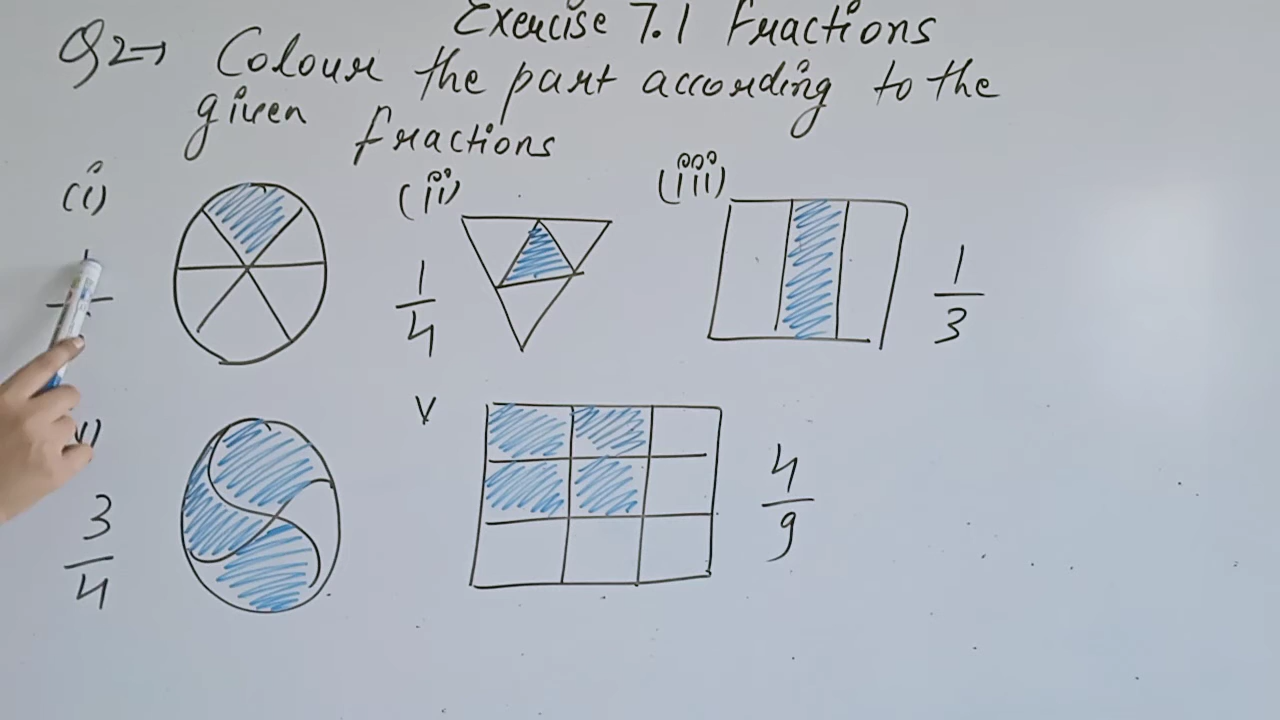 Exercise 7.1 Fractions
Q2→ Colour the part according to the
given fractions
(i)
(ii)
(iii)
1
1
4
1
3
V
3
4
4
9